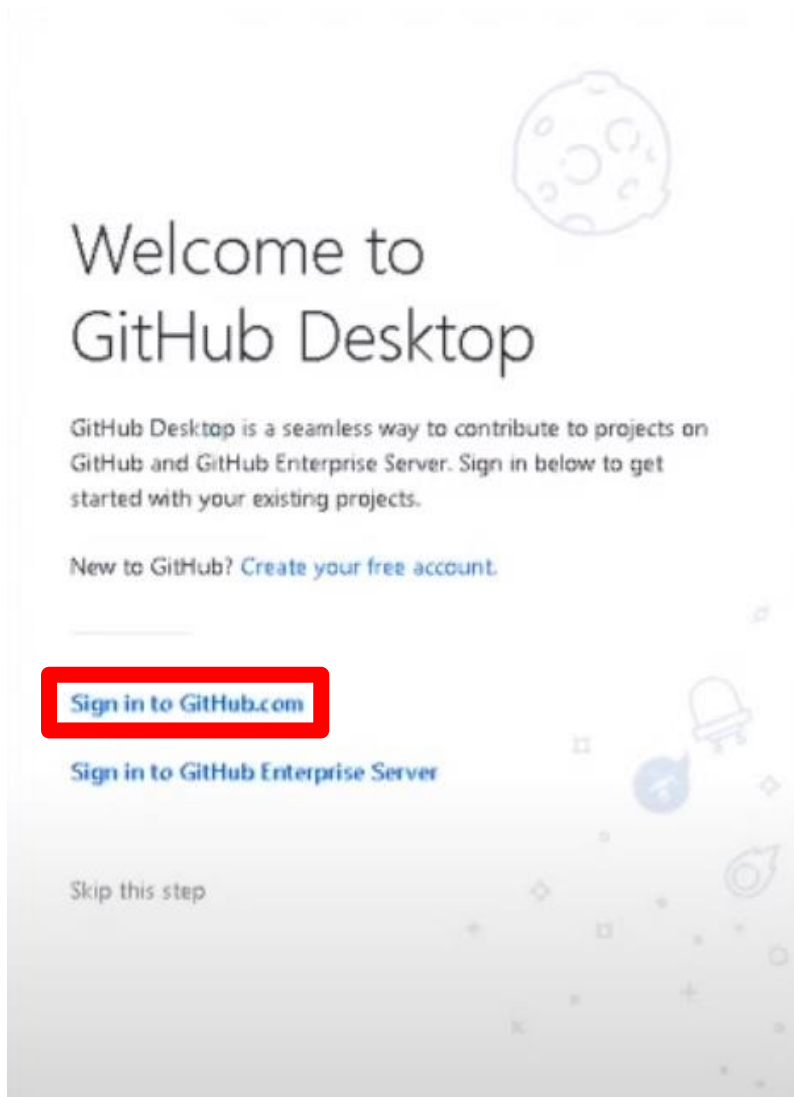 Welcome to
GitHub Desktop
GitHub Desktop is a seamless way to contribute to projects on
GitHub and GitHub Enterprise Server. Sign in below to get
started with your existing projects.
New to GitHub? Create your free account.
Sign in to GitHub.com
Sign in to GitHub Enterprise Server
Skip this step